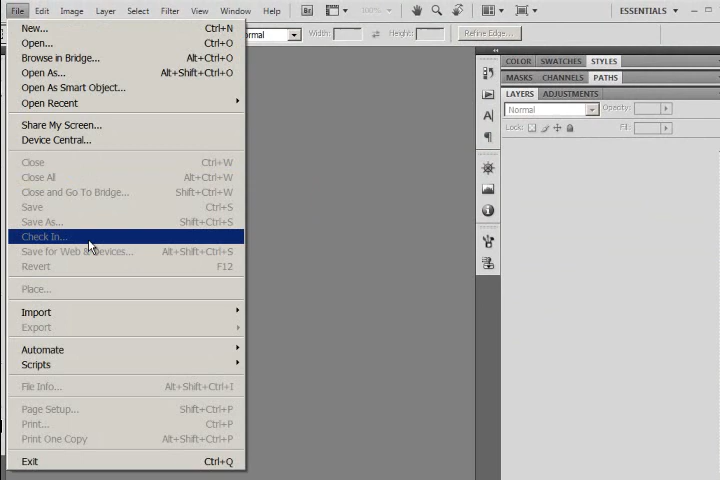 File Edit Image Layer Select Filter View Window Help Br 100% ESSENTIALS
New... Ctrl+N
Open... Ctrl+O
Browse in Bridge... Alt+Ctrl+O
Open As... Alt+Shift+Ctrl+O
Open As Smart Object...
Open Recent
Share My Screen...
Device Central...
Close Ctrl+W
Close All Alt+Ctrl+W
Close and Go To Bridge... Shift+Ctrl+W
Save Ctrl+S
Save As... Shift+Ctrl+S
Check In...
Save for Web & Devices... Alt+Shift+Ctrl+S
Revert F12
Place...
Import
Export
Automate
Scripts
File Info... Alt+Shift+Ctrl+I
Page Setup... Shift+Ctrl+P
Print... Ctrl+P
Print One Copy Alt+Shift+Ctrl+P
Exit Ctrl+Q
Width: Height: Refine Edge...
COLOR SWATCHES STYLES
MASKS CHANNELS PATHS
LAYERS ADJUSTMENTS
Normal Opacity:
Lock: Fill: